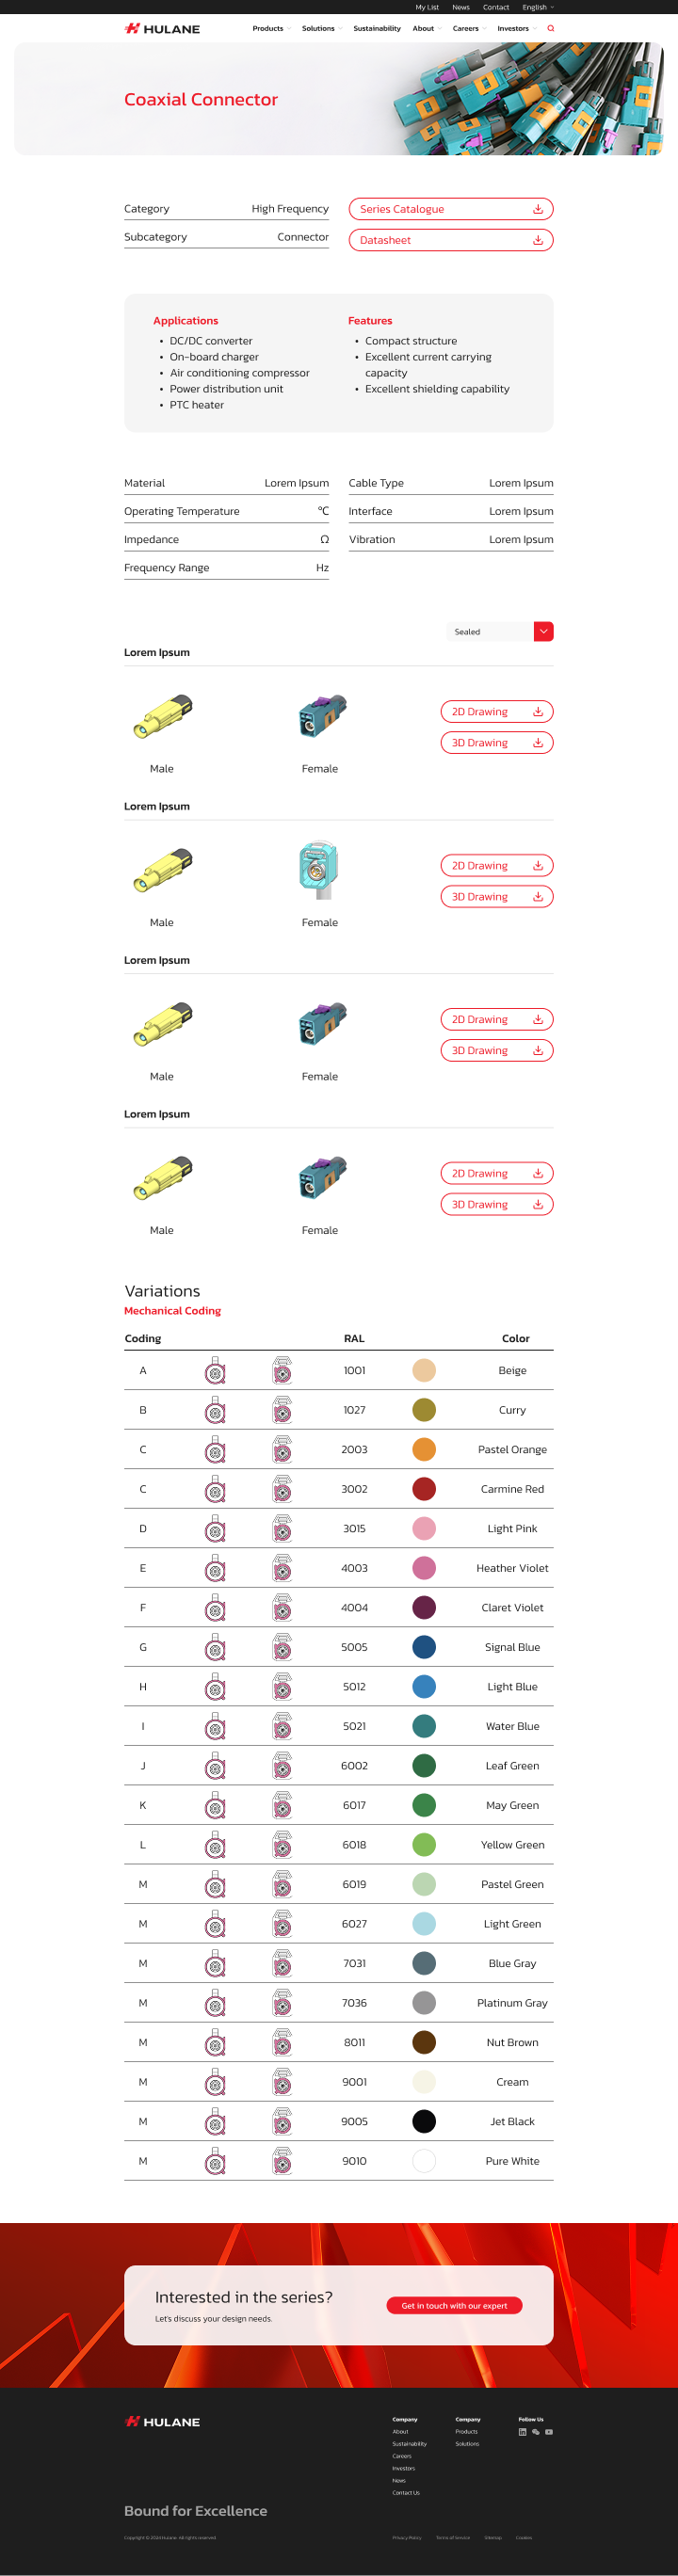 My List News Contact English
HULANE Products Solutions Sustainability About Careers Investors
Coaxial Connector
Category High Frequency
Subcategory Connector
Series Catalogue
Datasheet
Applications
• DC/DC converter
• On-board charger
• Air conditioning compressor
• Power distribution unit
• PTC heater
Features
• Compact structure
• Excellent current carrying
capacity
• Excellent shielding capability
Material Lorem Ipsum
Operating Temperature °C
Impedance Ω
Frequency Range Hz
Cable Type Lorem Ipsum
Interface Lorem Ipsum
Vibration Lorem Ipsum
Sealed
Lorem Ipsum
Male Female
2D Drawing
3D Drawing
Lorem Ipsum
Male Female
2D Drawing
3D Drawing
Lorem Ipsum
Male Female
2D Drawing
3D Drawing
Lorem Ipsum
Male Female
2D Drawing
3D Drawing
Variations
Mechanical Coding
Coding RAL Color
A 1001 Beige
B 1027 Curry
C 2003 Pastel Orange
C 3002 Carmine Red
D 3015 Light Pink
E 4003 Heather Violet
F 4004 Claret Violet
G 5005 Signal Blue
H 5012 Light Blue
I 5021 Water Blue
J 6002 Leaf Green
K 6017 May Green
L 6018 Yellow Green
M 6019 Pastel Green
M 6027 Light Green
M 7031 Blue Gray
M 7036 Platinum Gray
M 8011 Nut Brown
M 9001 Cream
M 9005 Jet Black
M 9010 Pure White
Interested in the series?
Let's discuss your design needs.
Get in touch with our expert
HULANE
Company
About
Sustainability
Careers
Investors
News
Contact Us
Company
Products
Solutions
Follow Us
Bound for Excellence
Copyright © 2024 Hulane. All rights reserved
Privacy Policy Terms of Service Sitemap Cookies